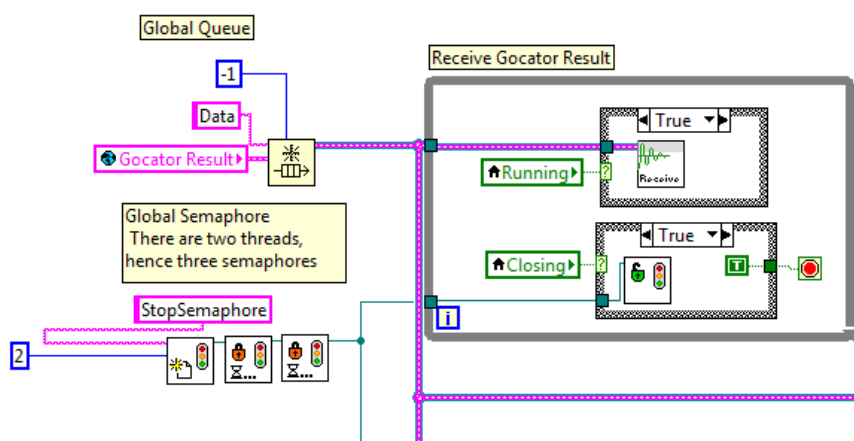 Global Queue
Receive Gocator Result
-1
Data
True
Gocator Result
Running
Receive
Global Semaphore
There are two threads,
hence three semaphores
True
Closing
T
StopSemaphore
i
2